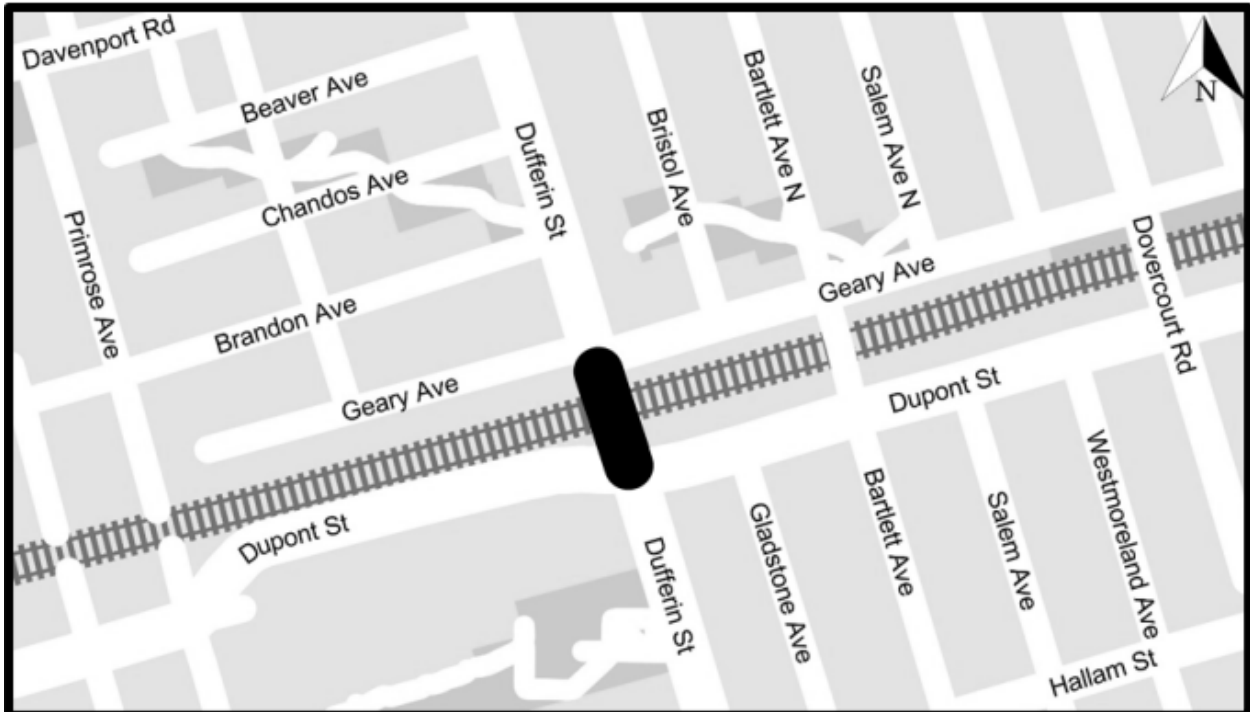 Davenport Rd
Beaver Ave
Chandos Ave
Primrose Ave
Brandon Ave
Geary Ave
Dufferin St
Bristol Ave
Bartlett Ave N
Salem Ave N
N
Geary Ave
Dovercourt Rd
Dupont St
Dupont St
Dufferin St
Gladstone Ave
Bartlett Ave
Salem Ave
Westmoreland Ave
Hallam St